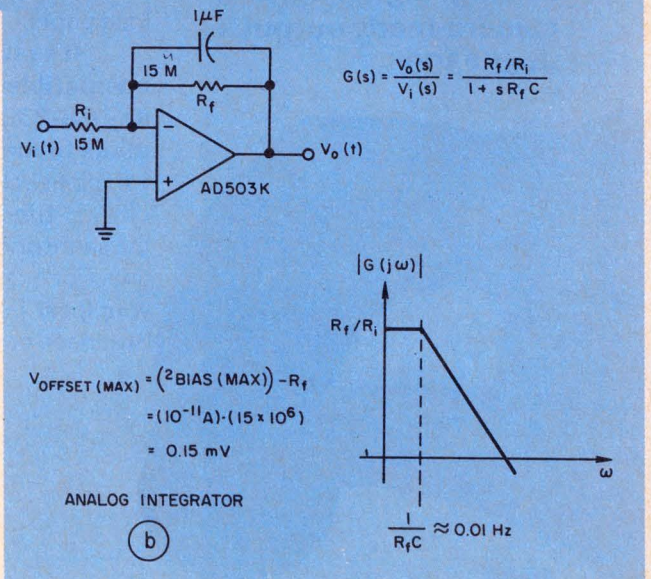 1μF
15 M
Rf
Ri
Vi (t) 15M
−
+
AD503K
Vo (t)
G(s) = Vo(s) / Vi(s) = Rf/Ri / 1 + s Rf C
|G (jω)|
Rf/Ri
ω
1 / RfC ≈ 0.01 Hz
VOFFSET (MAX) = (²BIAS (MAX)) - Rf
= (10⁻¹¹A)·(15 x 10⁶)
= 0.15 mV
ANALOG INTEGRATOR
b